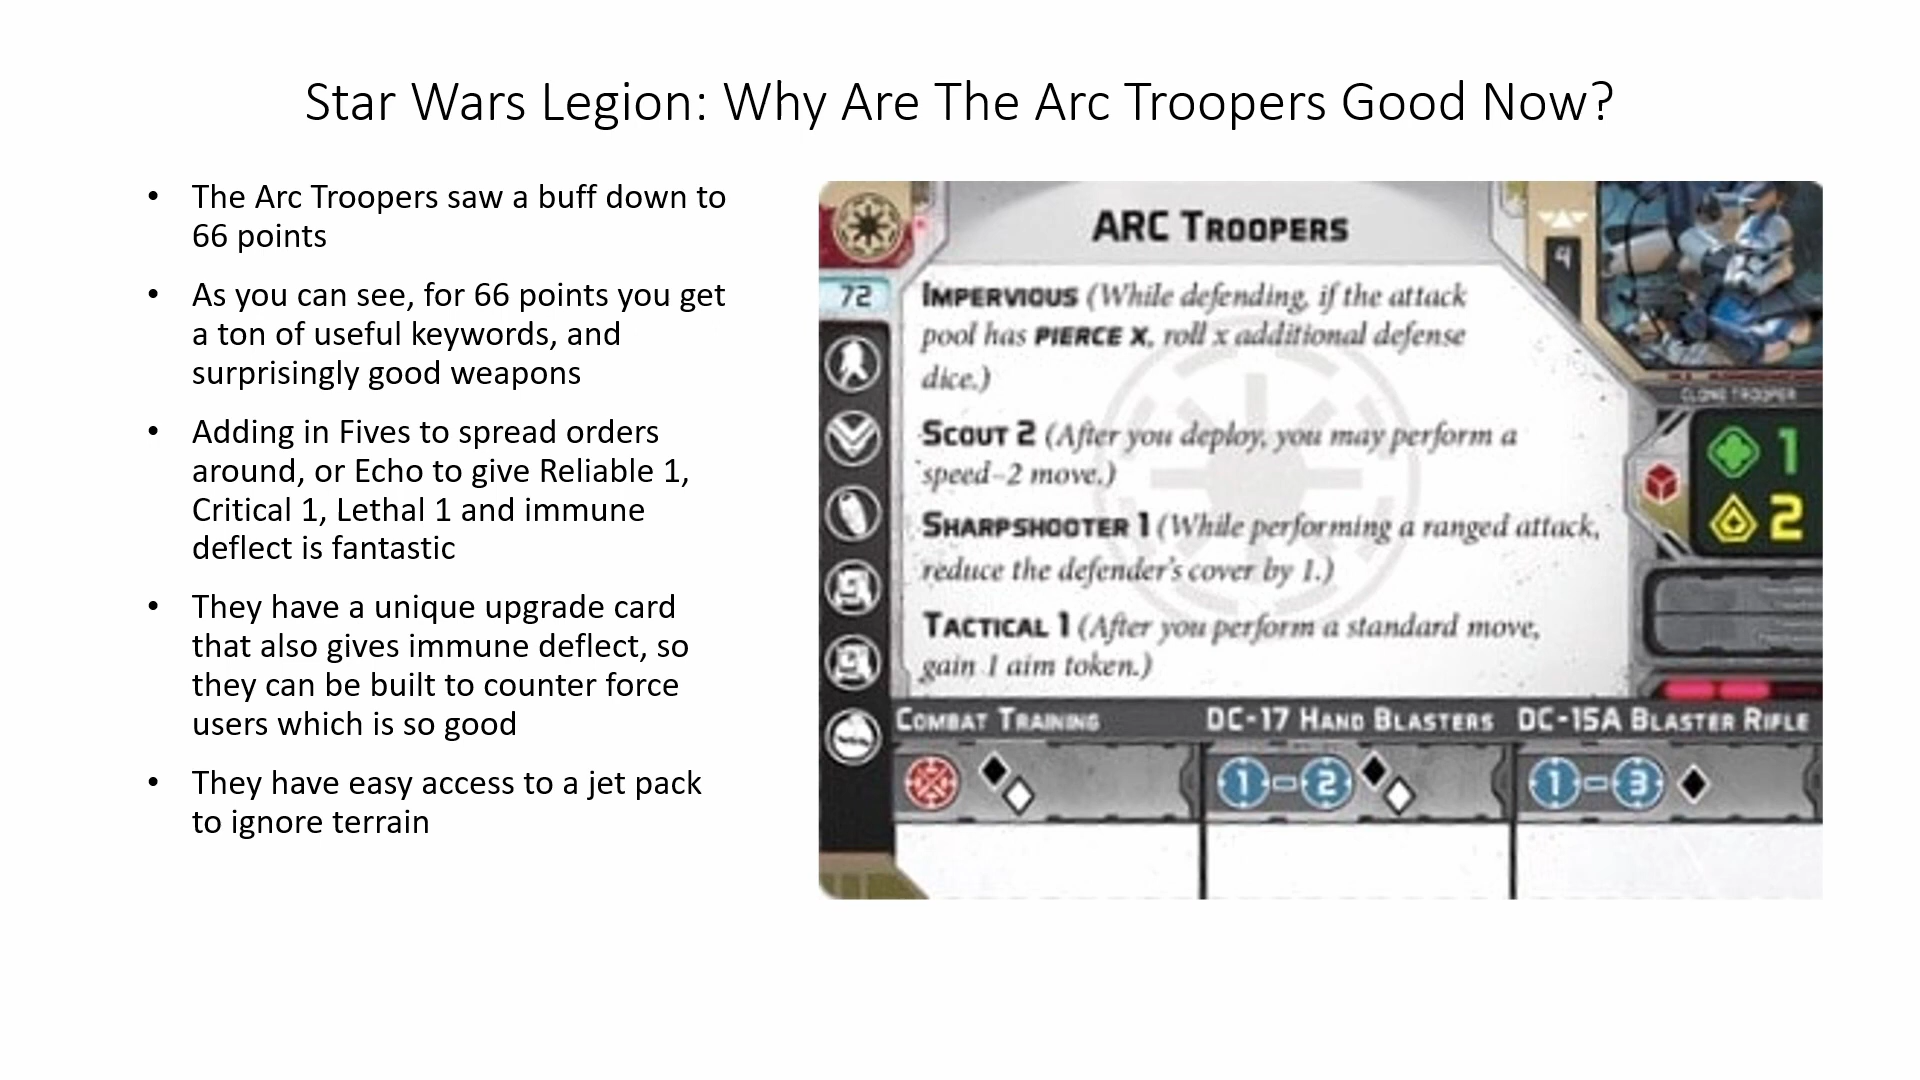 Star Wars Legion: Why Are The Arc Troopers Good Now?
• The Arc Troopers saw a buff down to
66 points
• As you can see, for 66 points you get
a ton of useful keywords, and
surprisingly good weapons
• Adding in Fives to spread orders
around, or Echo to give Reliable 1,
Critical 1, Lethal 1 and immune
deflect is fantastic
• They have a unique upgrade card
that also gives immune deflect, so
they can be built to counter force
users which is so good
• They have easy access to a jet pack
to ignore terrain
ARC TROOPERS
4
72
IMPERVIOUS (While defending, if the attack
pool has PIERCE X, roll x additional defense
dice.)
SCOUT 2 (After you deploy, you may perform a
speed-2 move.)
SHARPSHOOTER 1 (While performing a ranged attack,
reduce the defender's cover by 1.)
TACTICAL 1 (After you perform a standard move,
gain 1 aim token.)
CLONE TROOPER
1
2
COMBAT TRAINING
DC-17 HAND BLASTERS
DC-15A BLASTER RIFLE
1-2
1-3